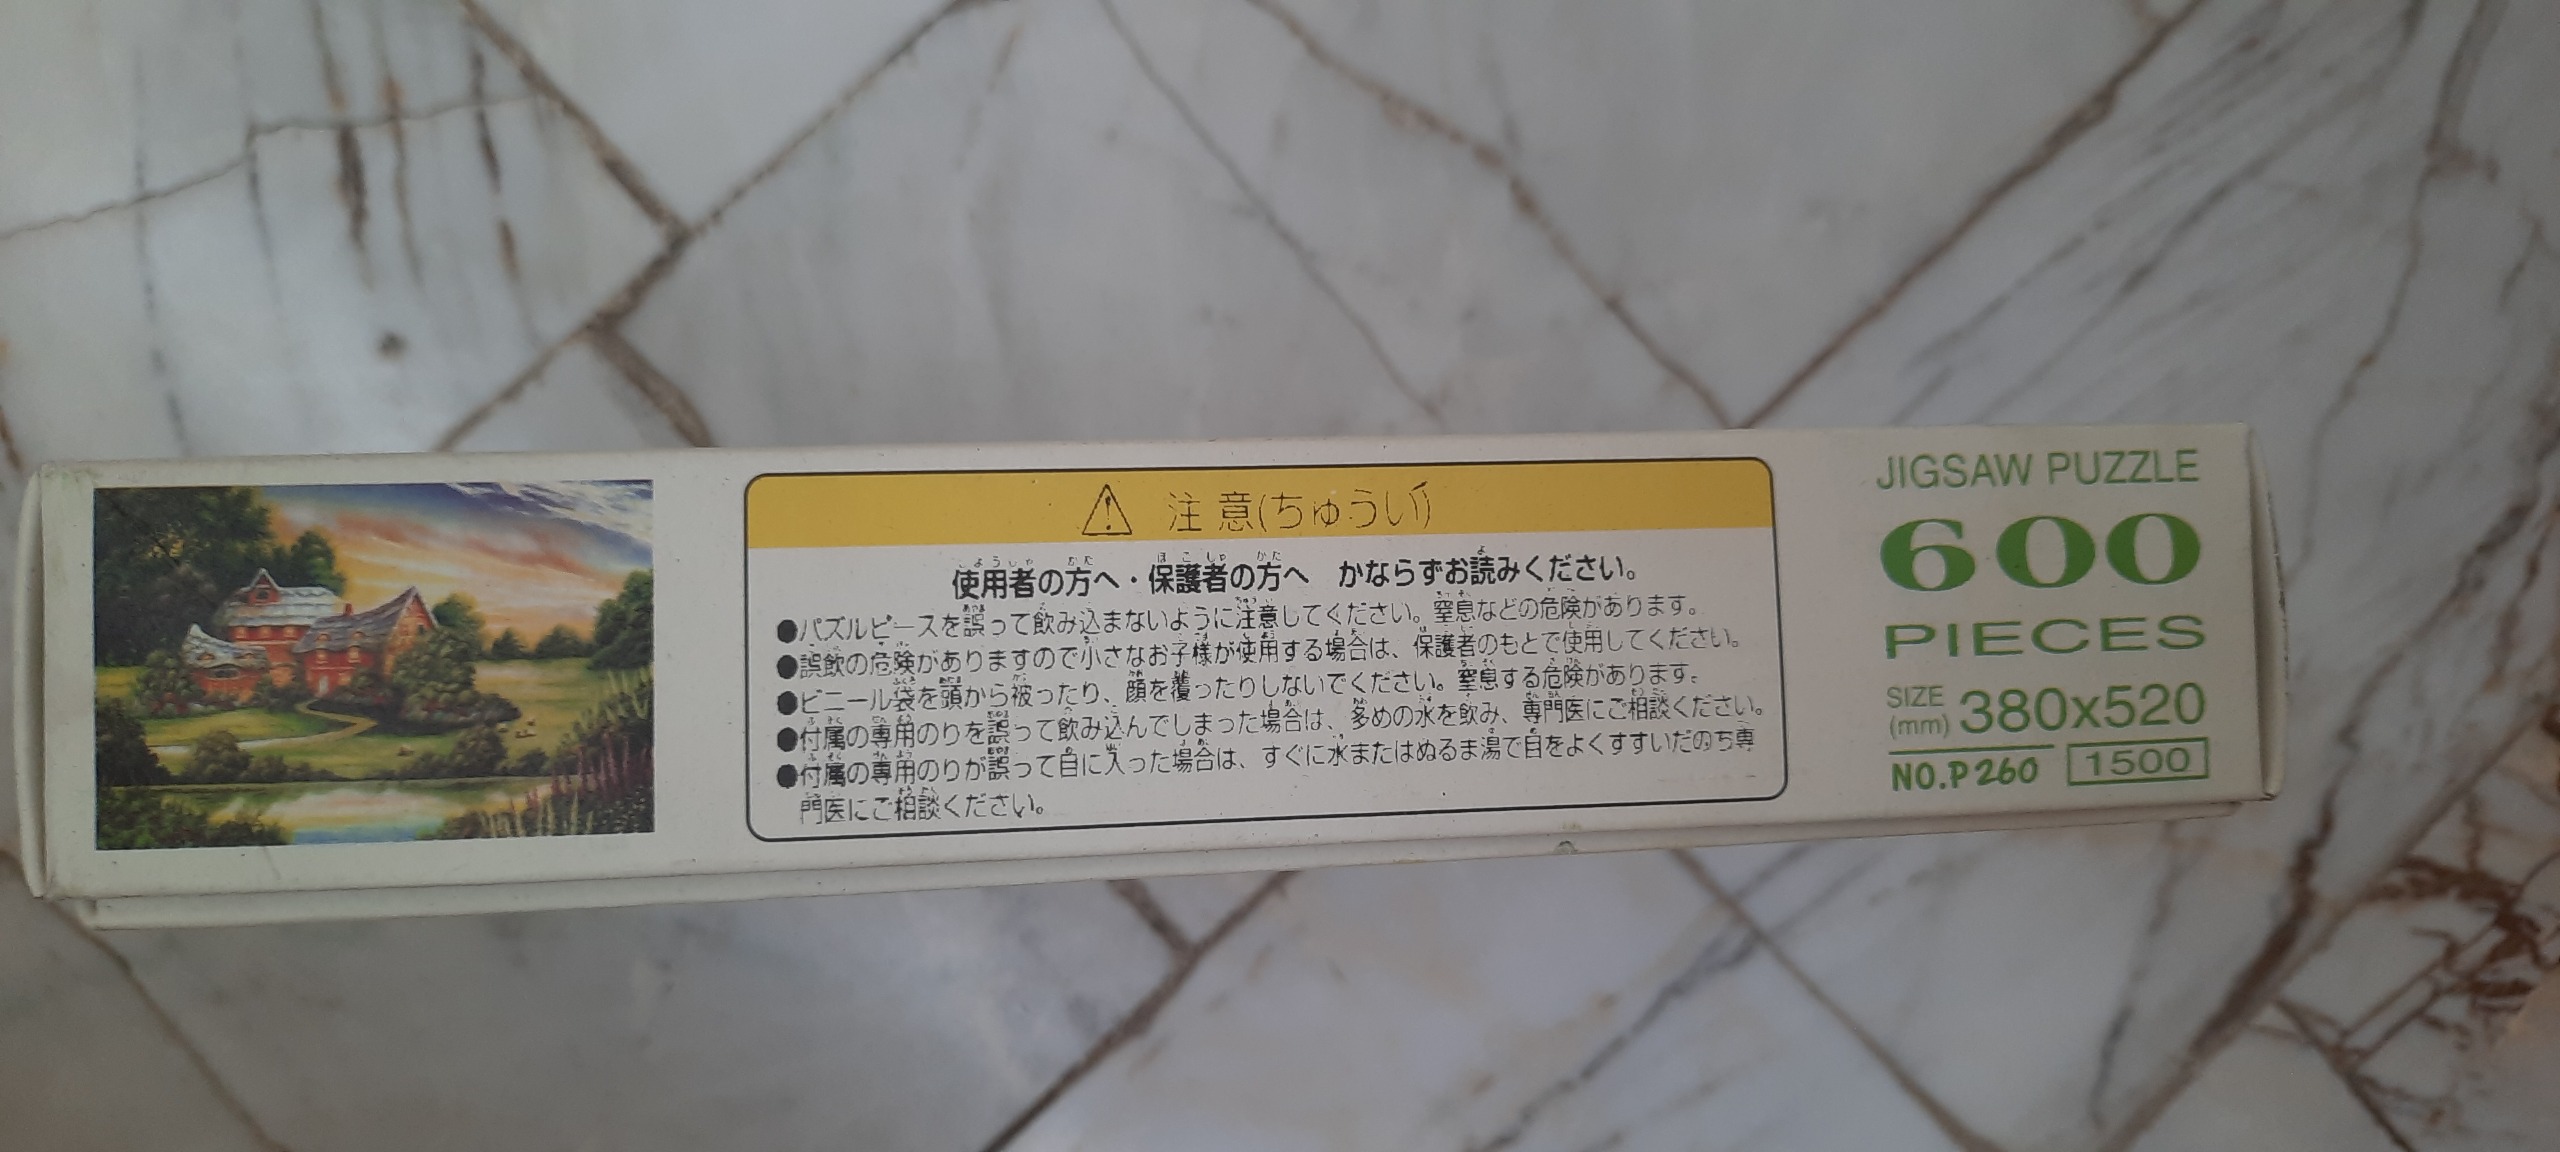 注意(ちゅうい)
使用者の方へ・保護者の方へ かならずお読みください。
●パズルピースを誤って飲み込まないように注意してください。窒息などの危険があります。
●誤飲の危険がありますので小さなお子様が使用する場合は、保護者のもとで使用してください。
●ビニール袋を頭から被ったり、顔を覆ったりしないでください。窒息する危険があります。
●付属の専用のりを誤って飲み込んでしまった場合は、多めの水を飲み、専門医にご相談ください。
●付属の専用のりが誤って目に入った場合は、すぐに水またはぬるま湯で目をよくすすいだのち専
門医にご相談ください。
JIGSAW PUZZLE
600
PIECES
SIZE (mm) 380x520
NO.P260 1500